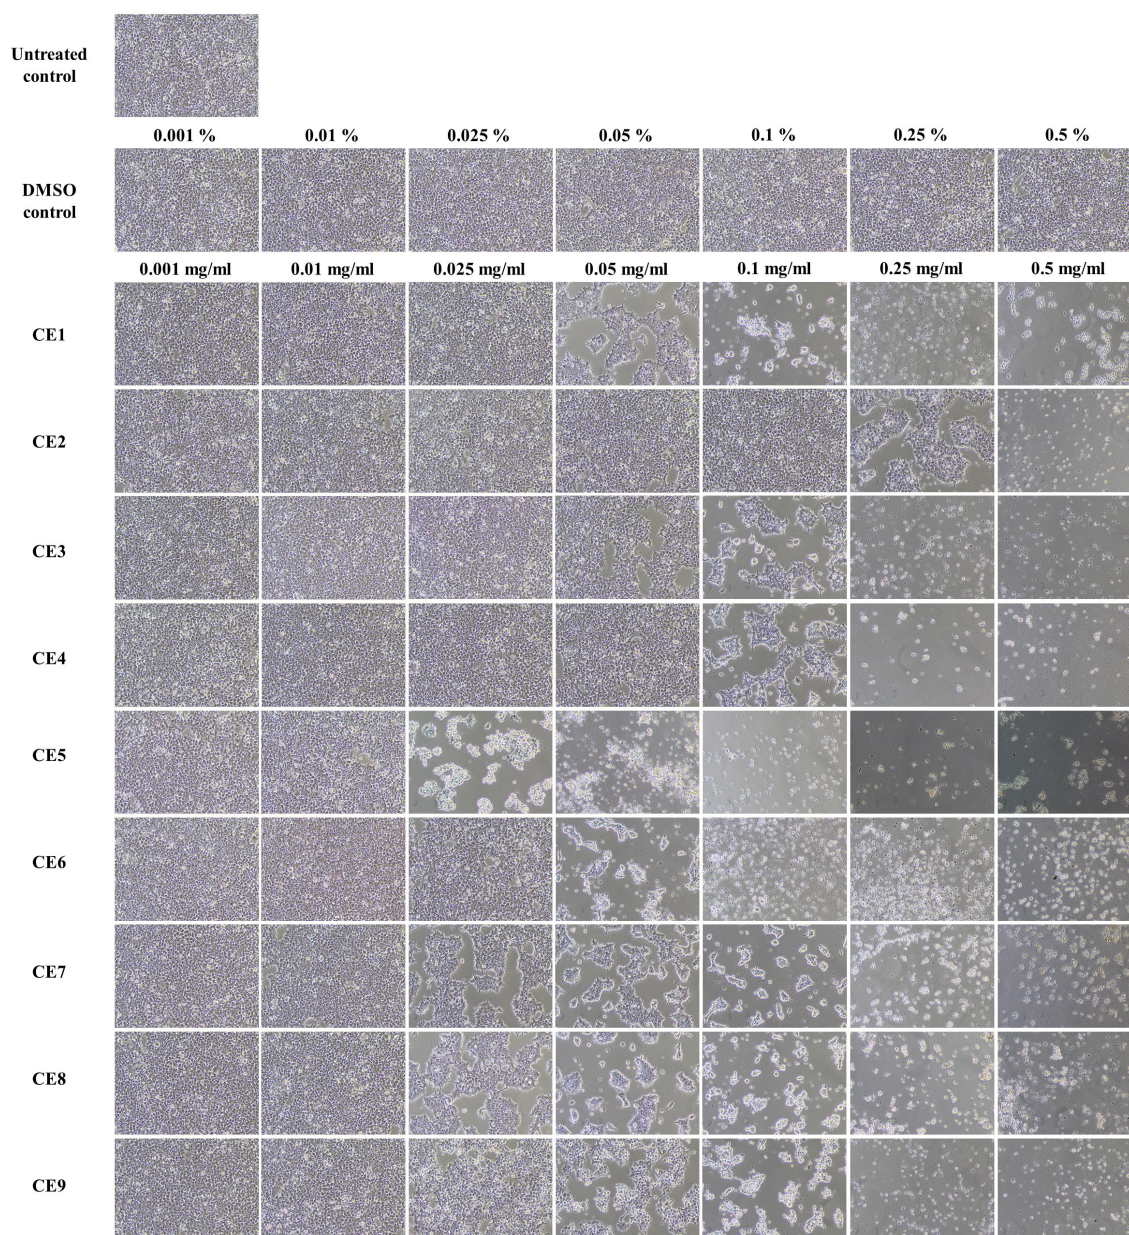 Untreated
control
0.001 % 0.01 % 0.025 % 0.05 % 0.1 % 0.25 % 0.5 %
DMSO
control
0.001 mg/ml 0.01 mg/ml 0.025 mg/ml 0.05 mg/ml 0.1 mg/ml 0.25 mg/ml 0.5 mg/ml
CE1
CE2
CE3
CE4
CE5
CE6
CE7
CE8
CE9